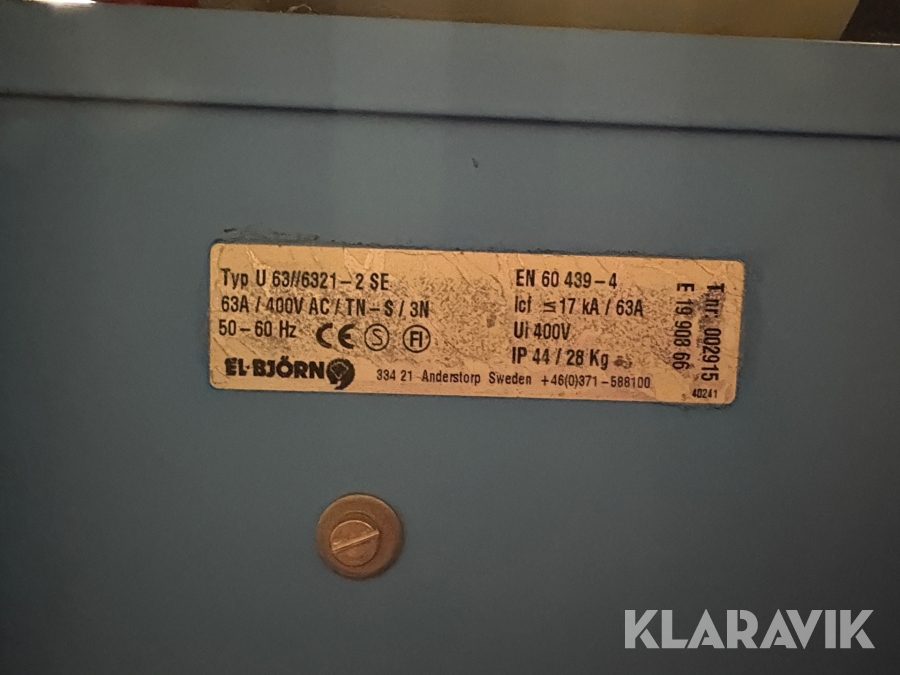 Typ U 63//6321-2 SE
63A / 400V AC / TN-S / 3N
50-60 Hz CE S FI
EL-BJÖRN
334 21 Anderstorp Sweden +46(0)371-588100
EN 60 439-4
Icf ≤ 17 kA / 63A
Ui 400V
IP 44 / 28 Kg
T-nr. 002915
E 19 908 66
40241
KLARAVIK